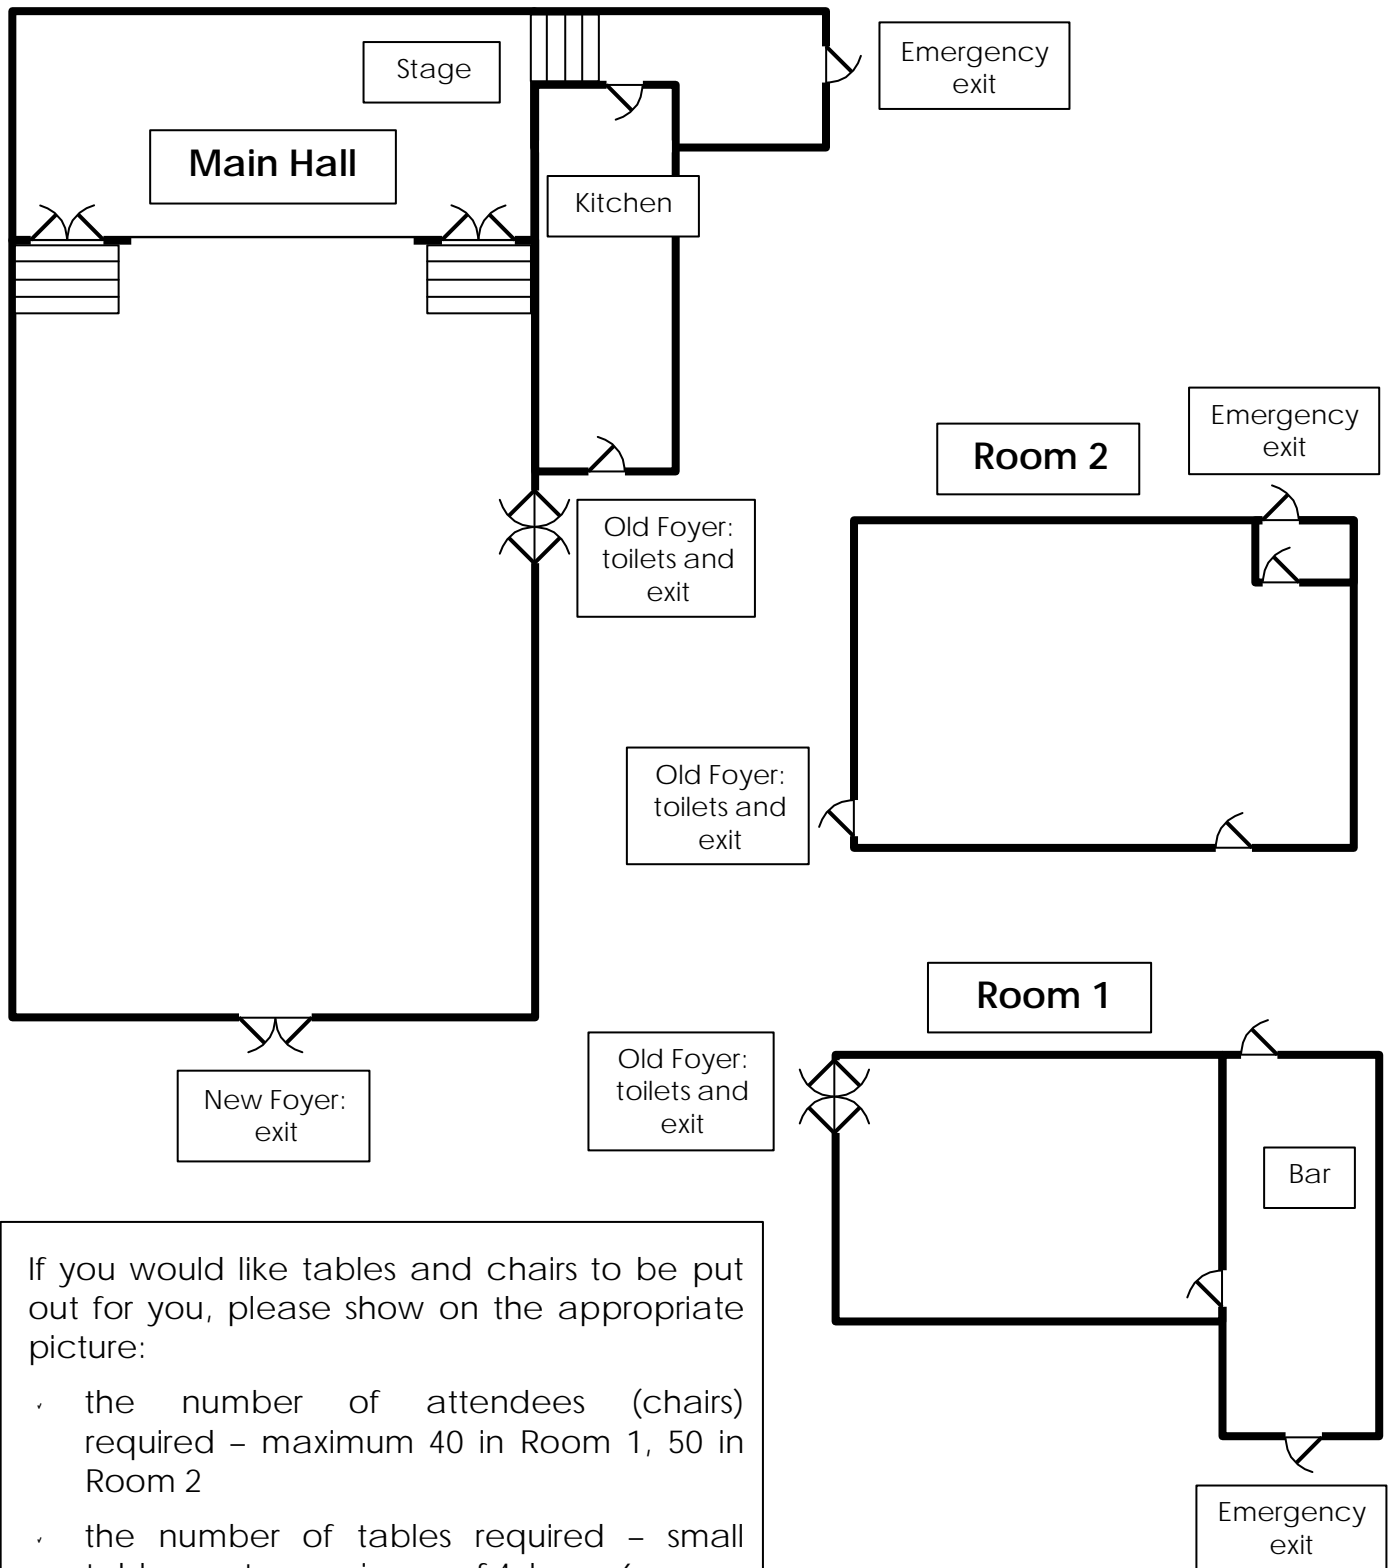 Stage
Emergency
exit
Main Hall
Kitchen
Emergency
exit
Room 2
Old Foyer:
toilets and
exit
Old Foyer:
toilets and
exit
Room 1
Old Foyer:
toilets and
exit
New Foyer:
exit
Bar
If you would like tables and chairs to be put
out for you, please show on the appropriate
picture:
the number of attendees (chairs)
required – maximum 40 in Room 1, 50 in
Room 2
the number of tables required – small
Emergency
exit